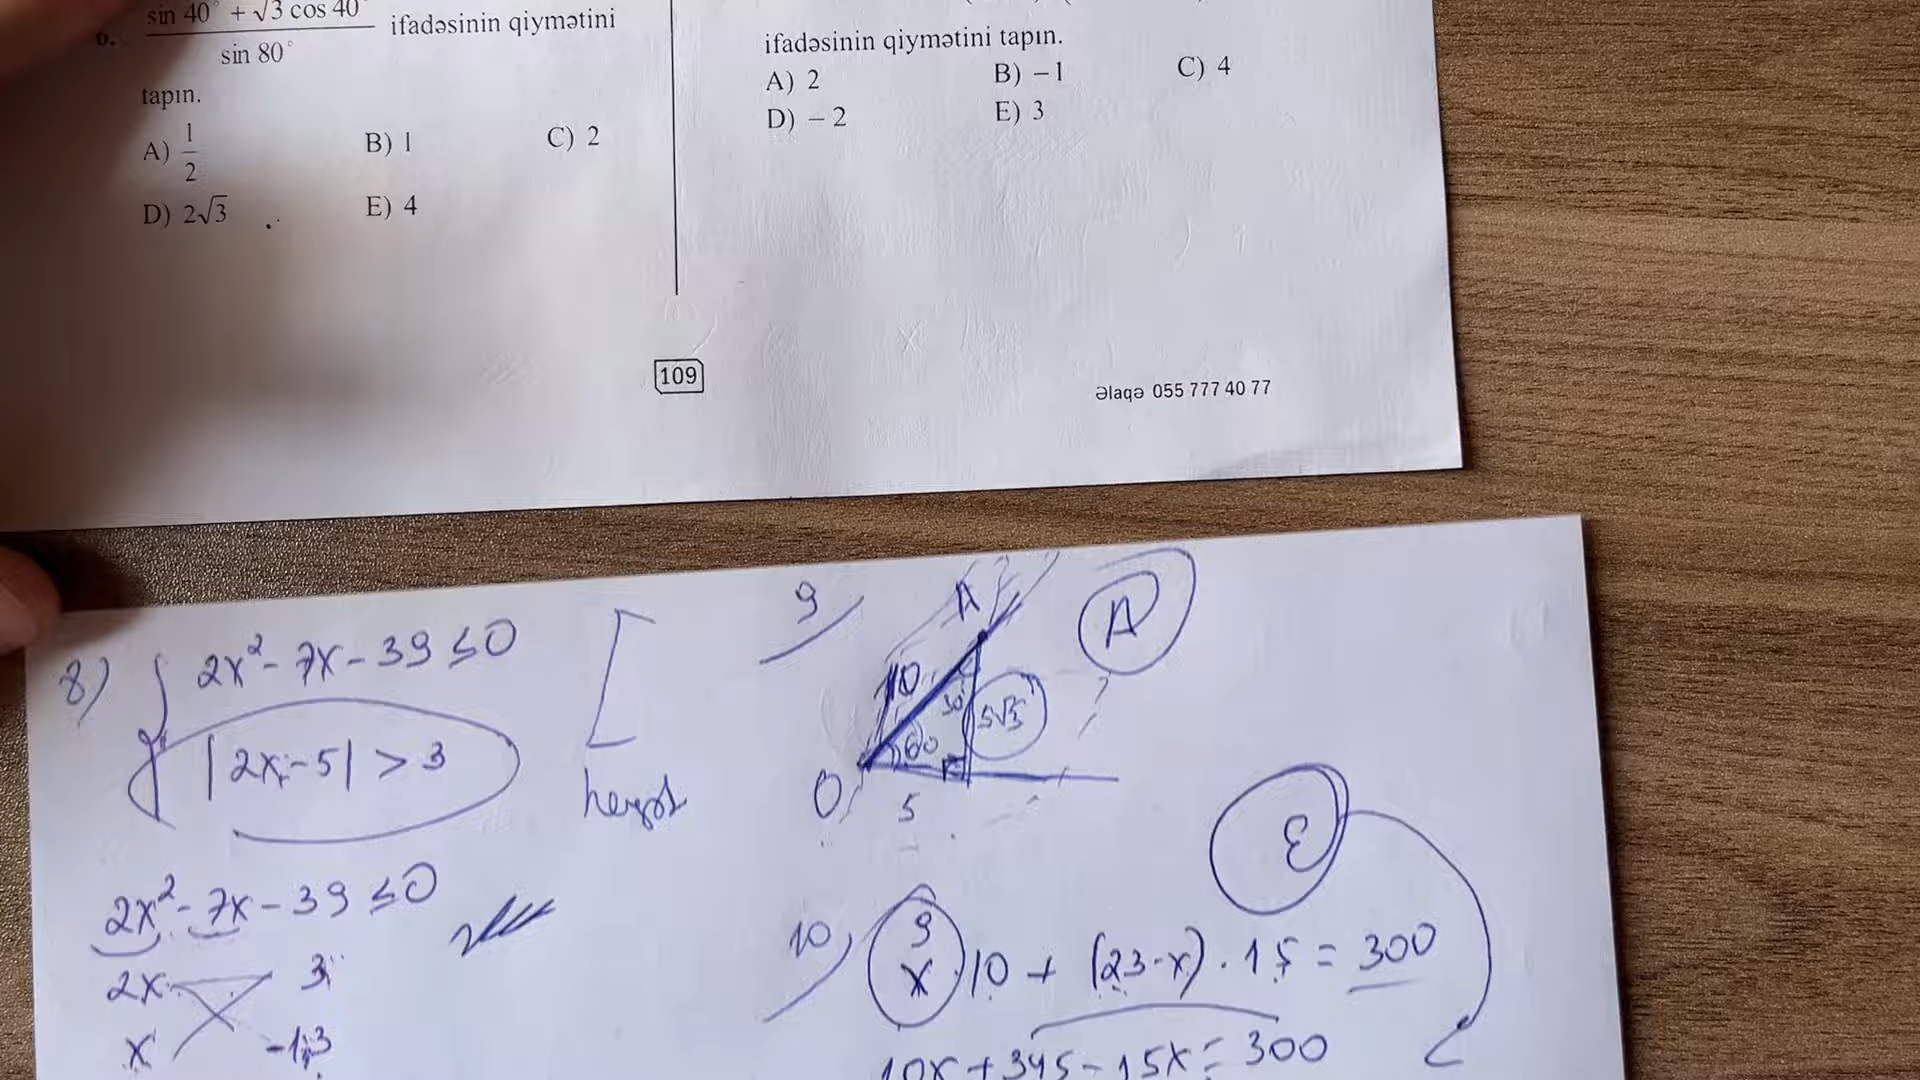 6. sin 40° + √3 cos 40° / sin 80° ifadəsinin qiymətini
tapın.
A) 1/2 B) 1 C) 2
D) 2√3 E) 4
ifadəsinin qiymətini tapın.
A) 2 B) −1 C) 4
D) −2 E) 3
109
Əlaqə 055 777 40 77
8) { 2x² - 7x - 39 ≤ 0
|2x - 5| > 3
2x² - 7x - 39 ≤ 0
2x 3
x -13
[
9)
A
A
10
30
5√3
60
O
5
E
10) 9
x · 10 + (23 - x) · 15 = 300
10x + 345 - 15x = 300